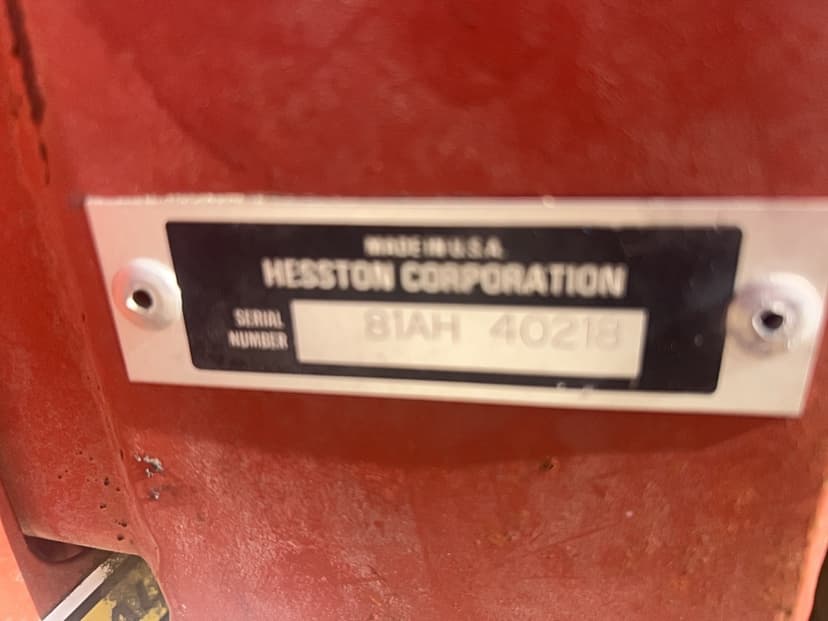 MADE IN U.S.A.
HESSTON CORPORATION
SERIAL
NUMBER
81AH 40218